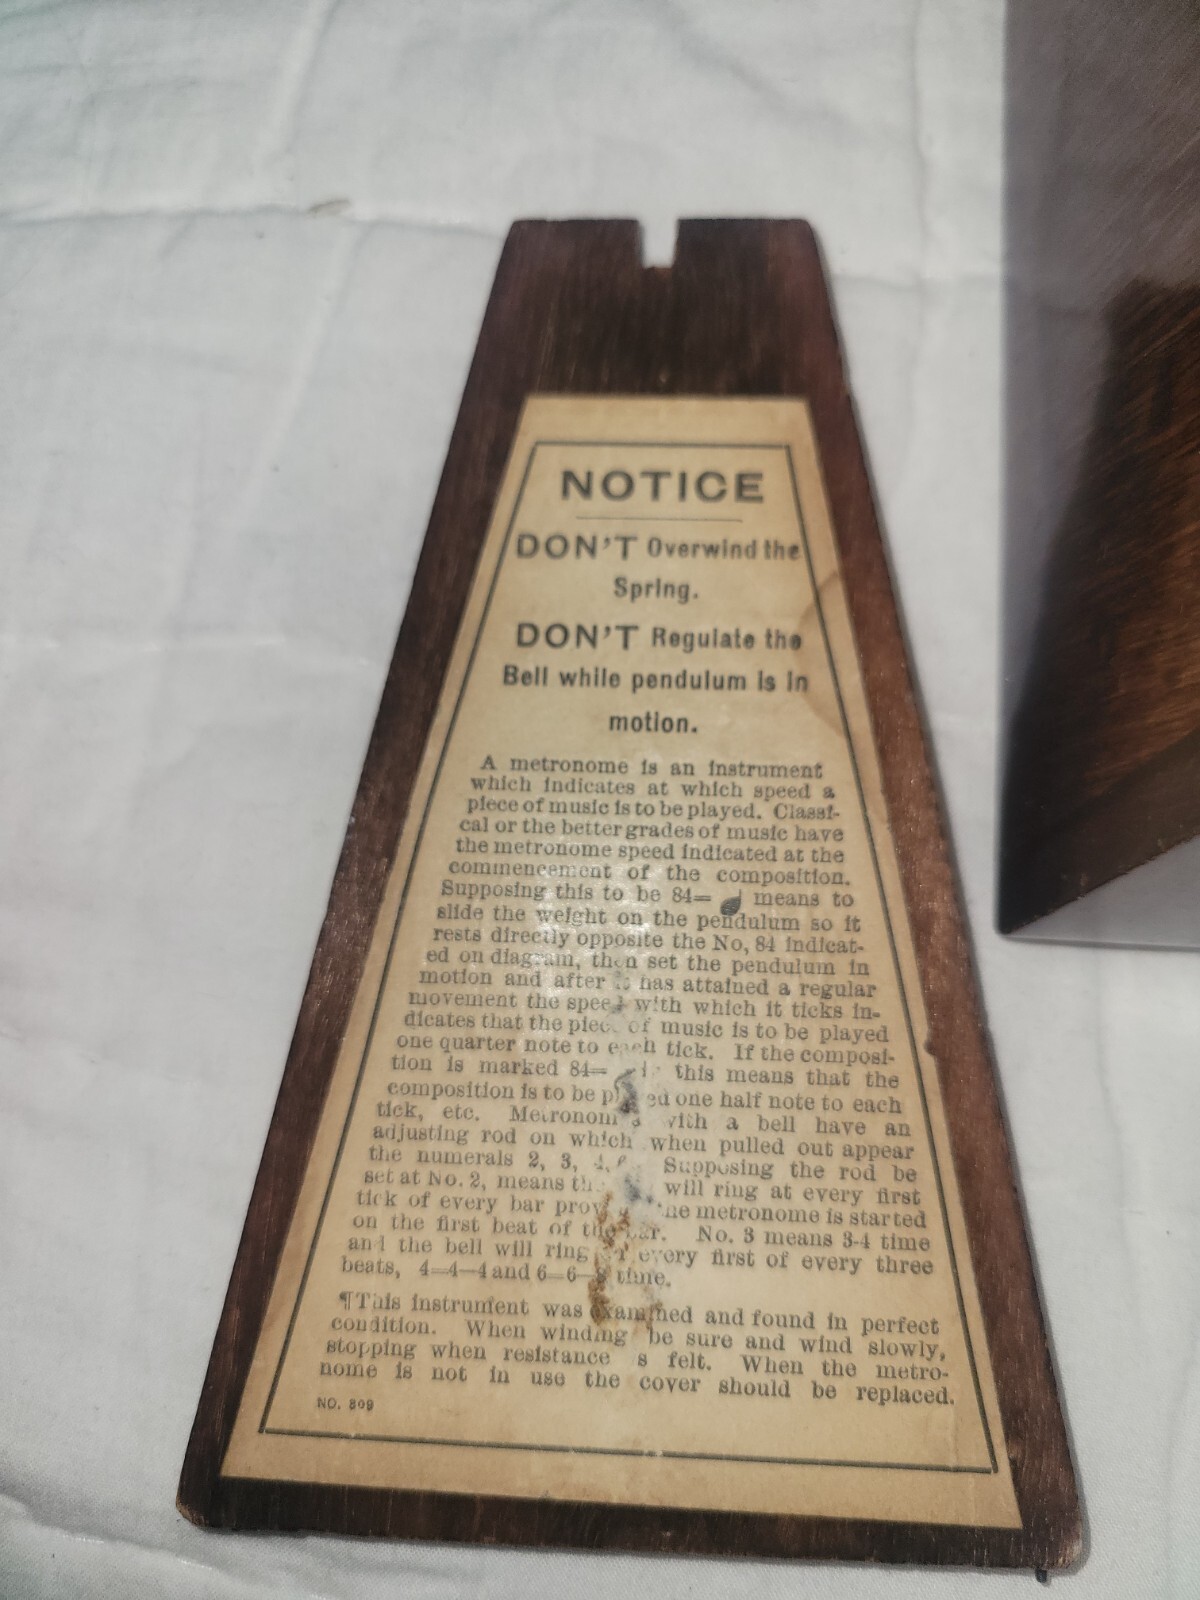 NOTICE
DON'T Overwind the
Spring.
DON'T Regulate the
Bell while pendulum is in
motion.
A metronome is an instrument
which indicates at which speed a
piece of music is to be played. Classi-
cal or the better grades of music have
the metronome speed indicated at the
commencement of the composition.
Supposing this to be 84= means to
slide the weight on the pendulum so it
rests directly opposite the No, 84 indicat-
ed on diagram, then set the pendulum in
motion and after it has attained a regular
movement the speed with which it ticks in-
dicates that the piece of music is to be played
one quarter note to each tick. If the composi-
tion is marked 84= this means that the
composition is to be played one half note to each
tick, etc. Metronomes with a bell have an
adjusting rod on which when pulled out appear
the numerals 2, 3, 4, Supposing the rod be
set at No. 2, means the will ring at every first
tick of every bar the metronome is started
on the first beat of the bar. No. 3 means 3-4 time
and the bell will ring every first of every three
beats, 4=4—4 and 6=6— time.
¶This instrument was examined and found in perfect
condition. When winding be sure and wind slowly,
stopping when resistance s felt. When the metro-
nome is not in use the cover should be replaced.
NO. 809